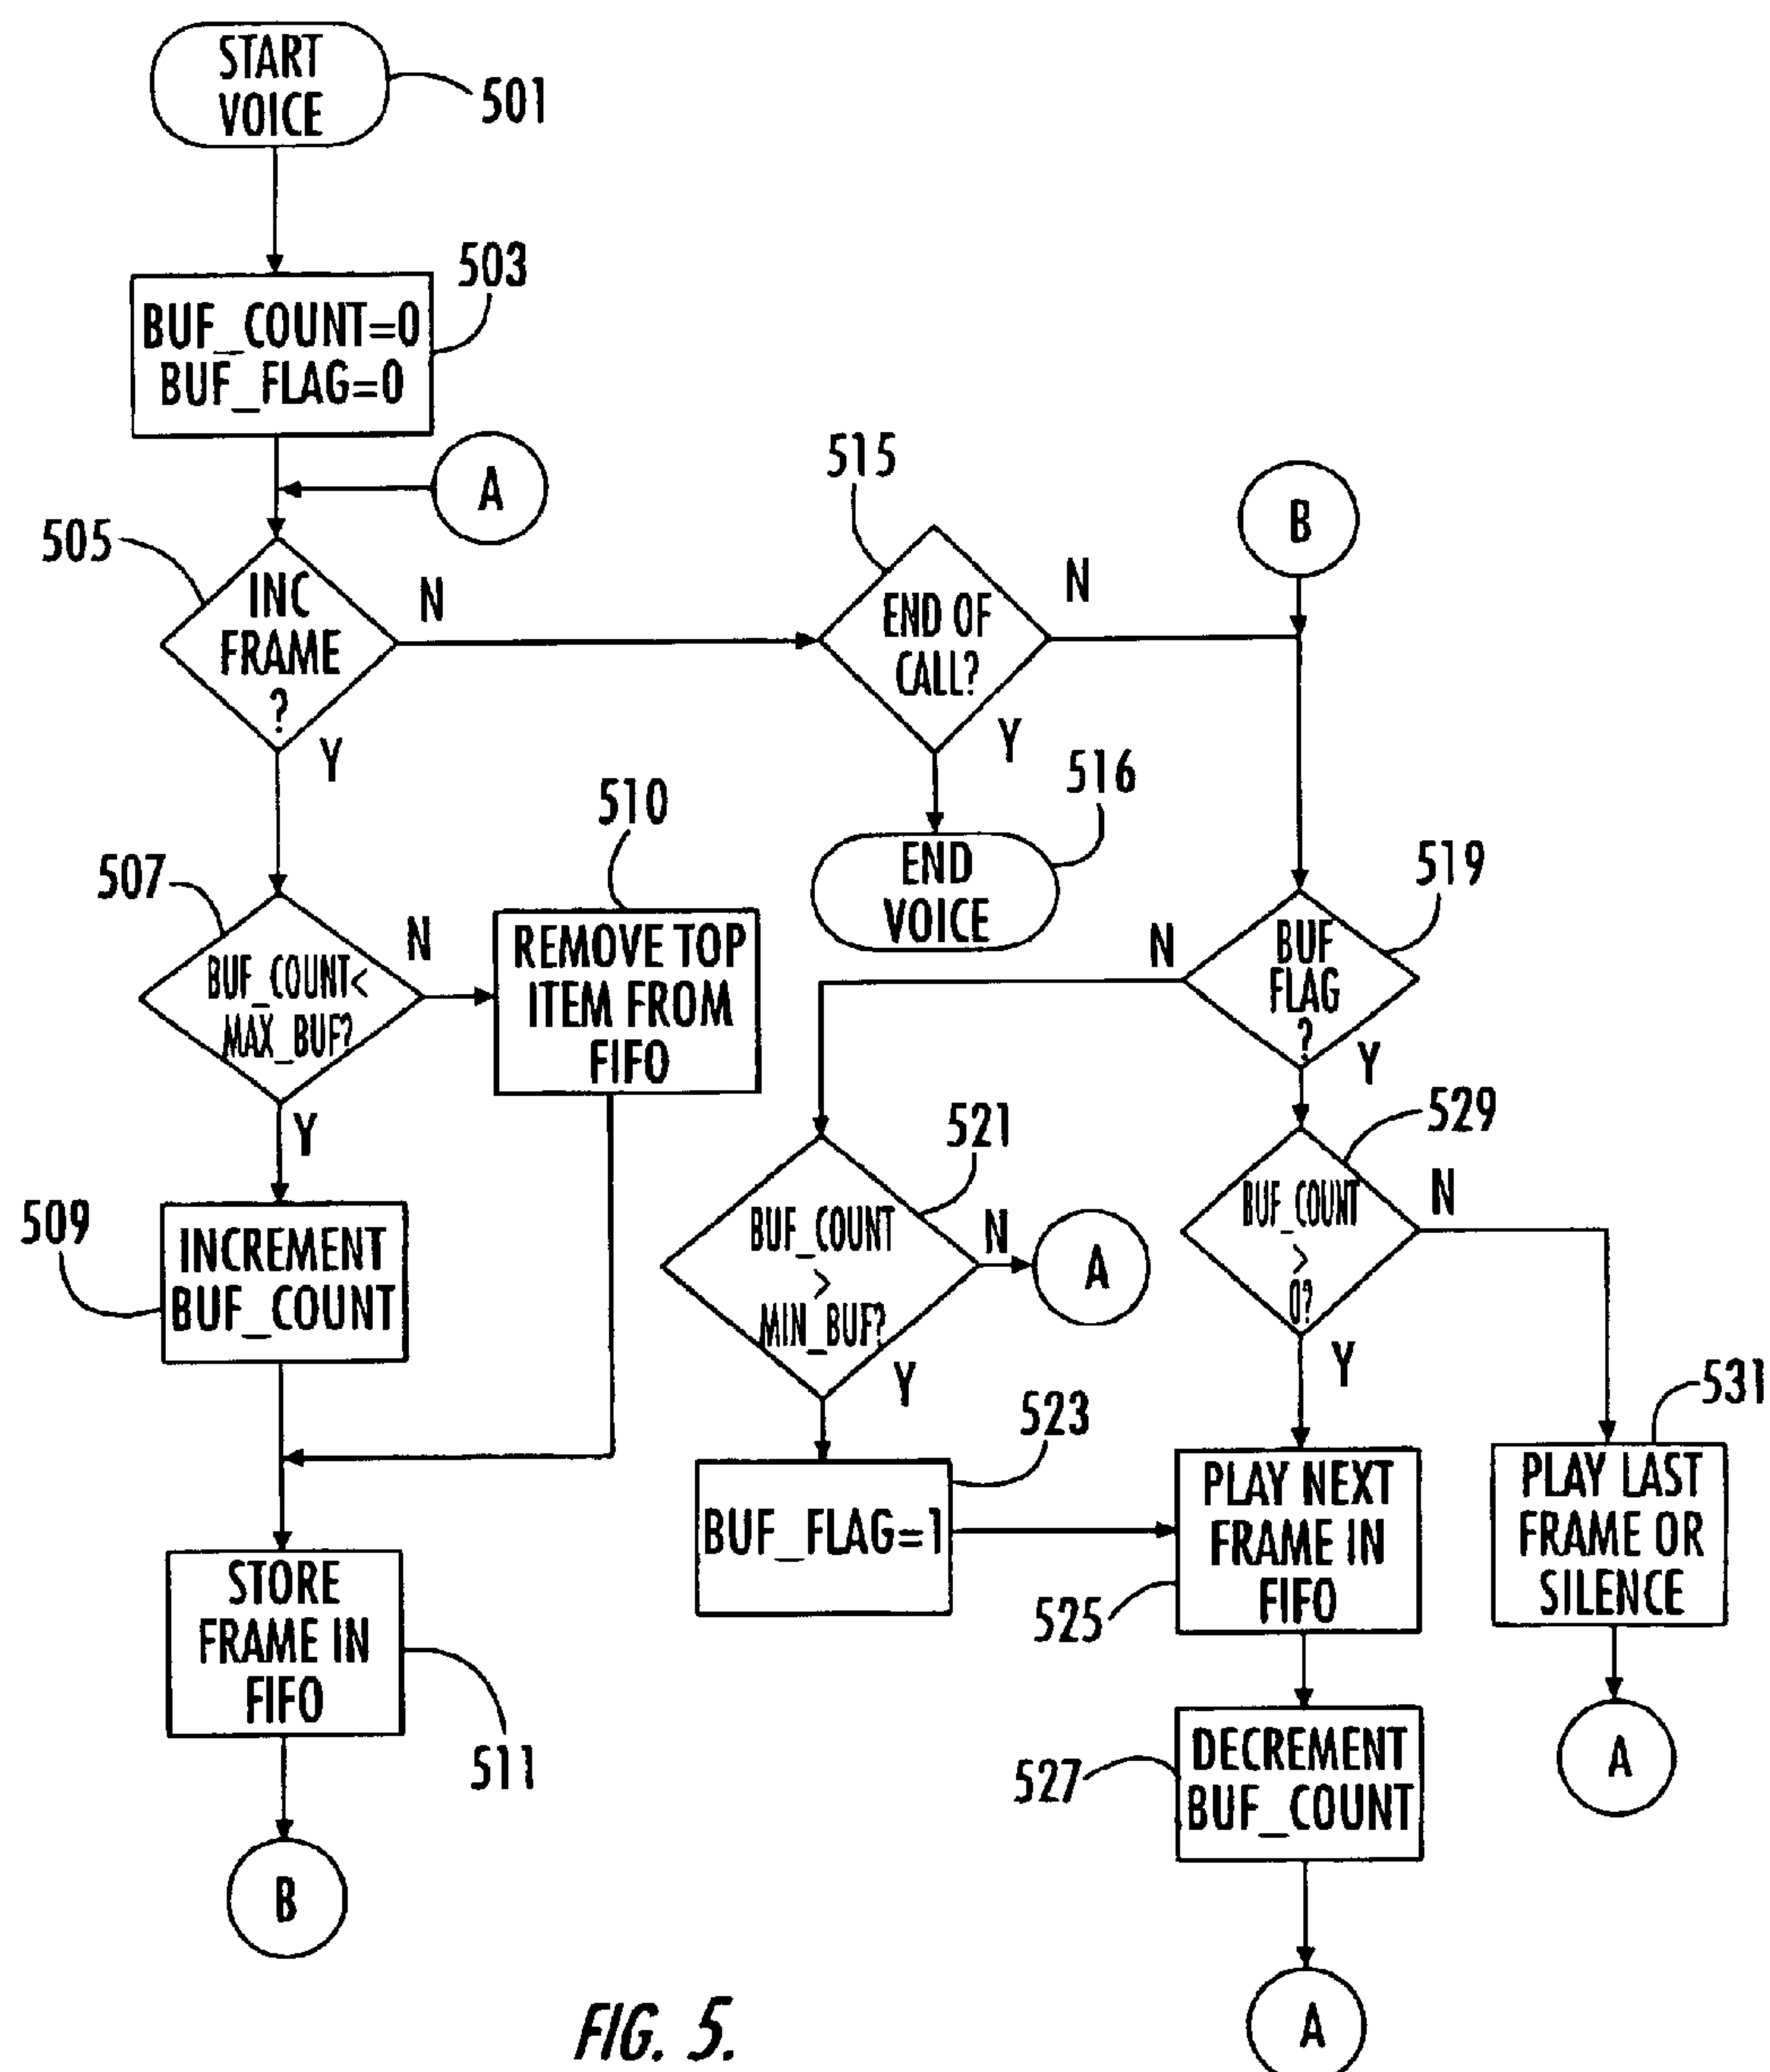 START
VOICE
501
503
BUF_COUNT=0
BUF_FLAG=0
A
505
INC
FRAME
?
N
Y
515
END OF
CALL?
N
Y
B
516
END
VOICE
507
BUF_COUNT<
MAX_BUF?
N
Y
510
REMOVE TOP
ITEM FROM
FIFO
519
BUF
FLAG
?
N
Y
509
INCREMENT
BUF_COUNT
521
BUF_COUNT
>
MIN_BUF?
N
A
Y
529
BUF_COUNT
>
0?
N
Y
523
BUF_FLAG=1
525
PLAY NEXT
FRAME IN
FIFO
531
PLAY LAST
FRAME OR
SILENCE
A
STORE
FRAME IN
FIFO
511
B
527
DECREMENT
BUF_COUNT
A
FIG. 5.